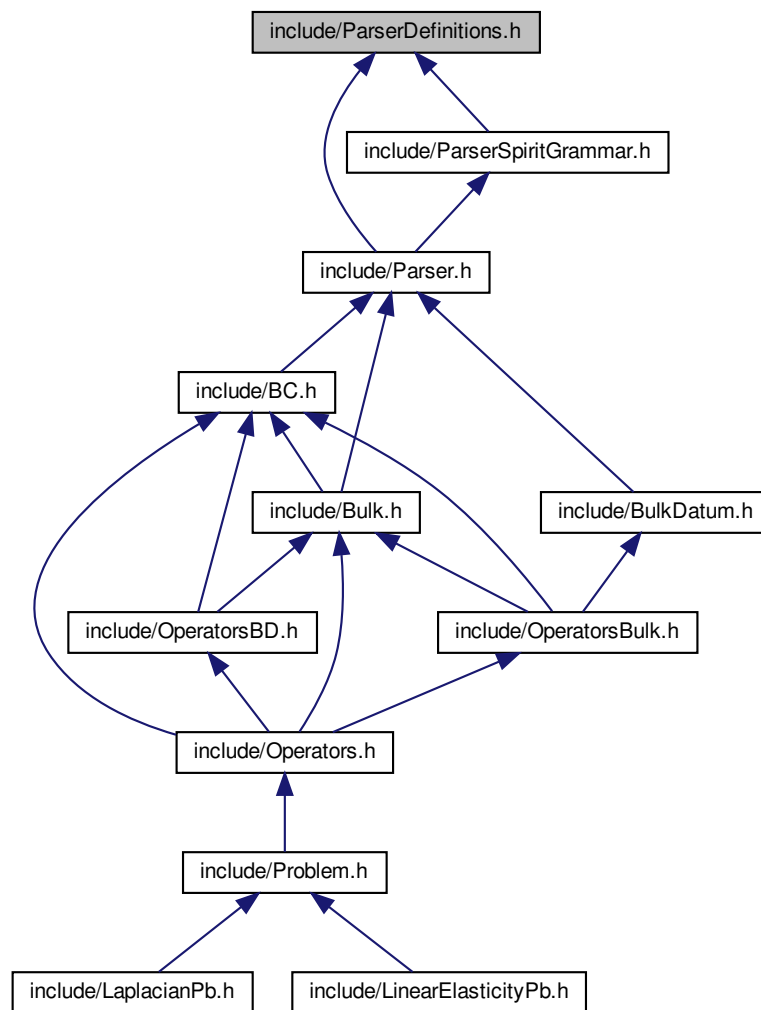 include/ParserDefinitions.h
include/ParserSpiritGrammar.h
include/Parser.h
include/BC.h
include/Bulk.h
include/BulkDatum.h
include/OperatorsBD.h
include/OperatorsBulk.h
include/Operators.h
include/Problem.h
include/LaplacianPb.h
include/LinearElasticityPb.h